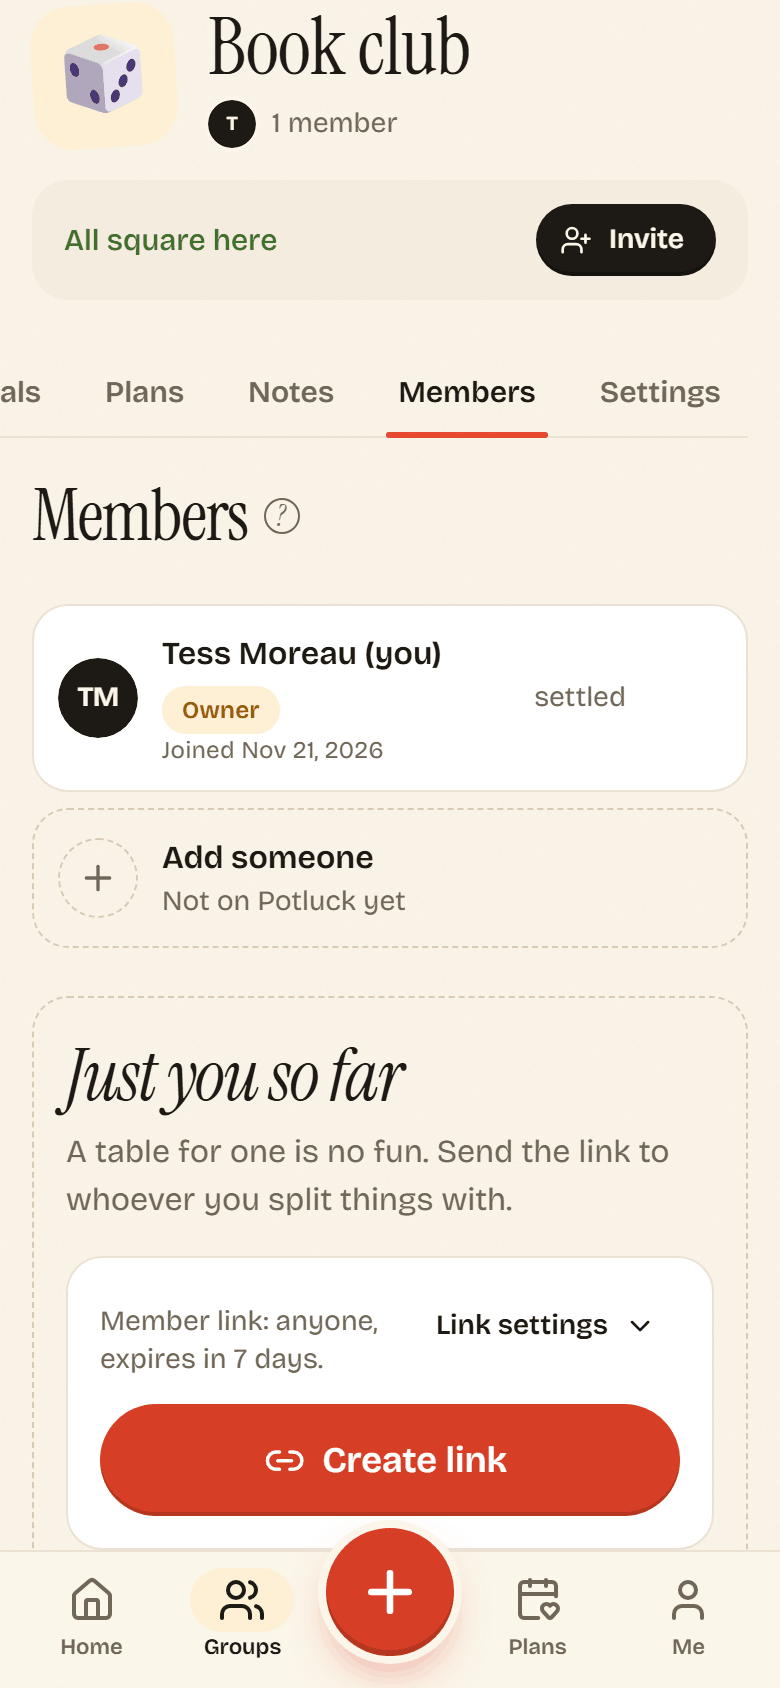 Book club
T 1 member
All square here
Invite
als Plans Notes Members Settings
Members ?
Tess Moreau (you)
TM
Owner
settled
Joined Nov 21, 2026
Add someone
Not on Potluck yet
Just you so far
A table for one is no fun. Send the link to
whoever you split things with.
Member link: anyone,
expires in 7 days.
Link settings
Create link
Home Groups Plans Me